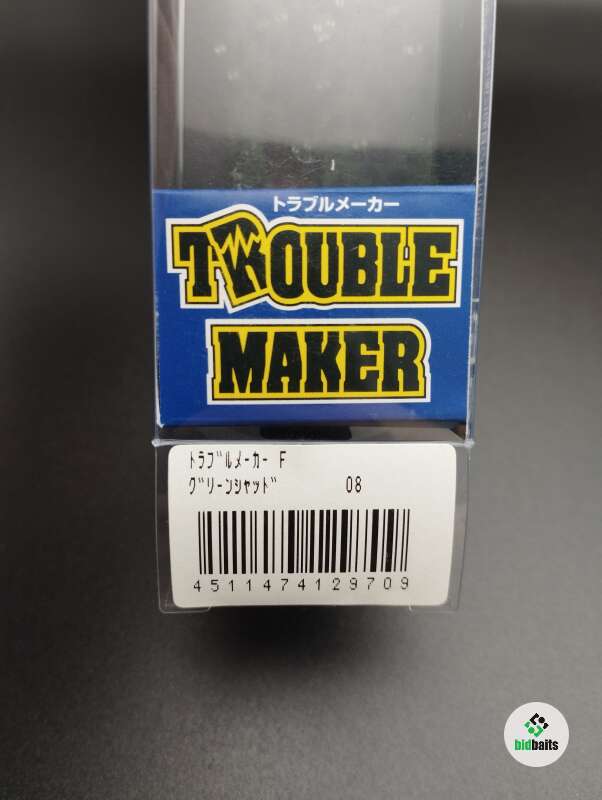 トラブルメーカー
TROUBLE
MAKER
ﾄﾗﾌﾞﾙﾒｰｶｰ F
ｸﾞﾘｰﾝｼｬｯﾄﾞ 08
4511474129709
bidbaits